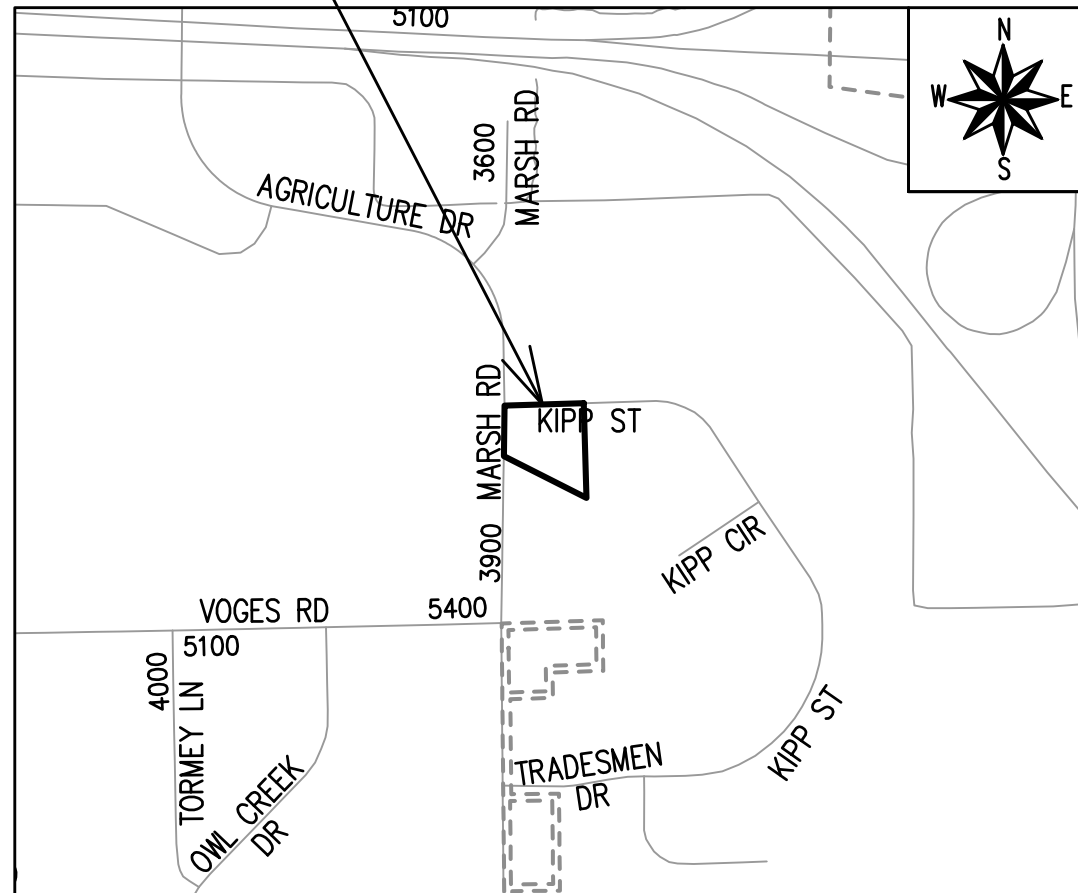 5100
N
W E
S
3600
MARSH RD
AGRICULTURE DR
MARSH RD
KIPP ST
3900
KIPP CIR
VOGES RD
5400
5100
4000
TORMEY LN
KIPP ST
TRADESMEN
DR
OWL CREEK
DR